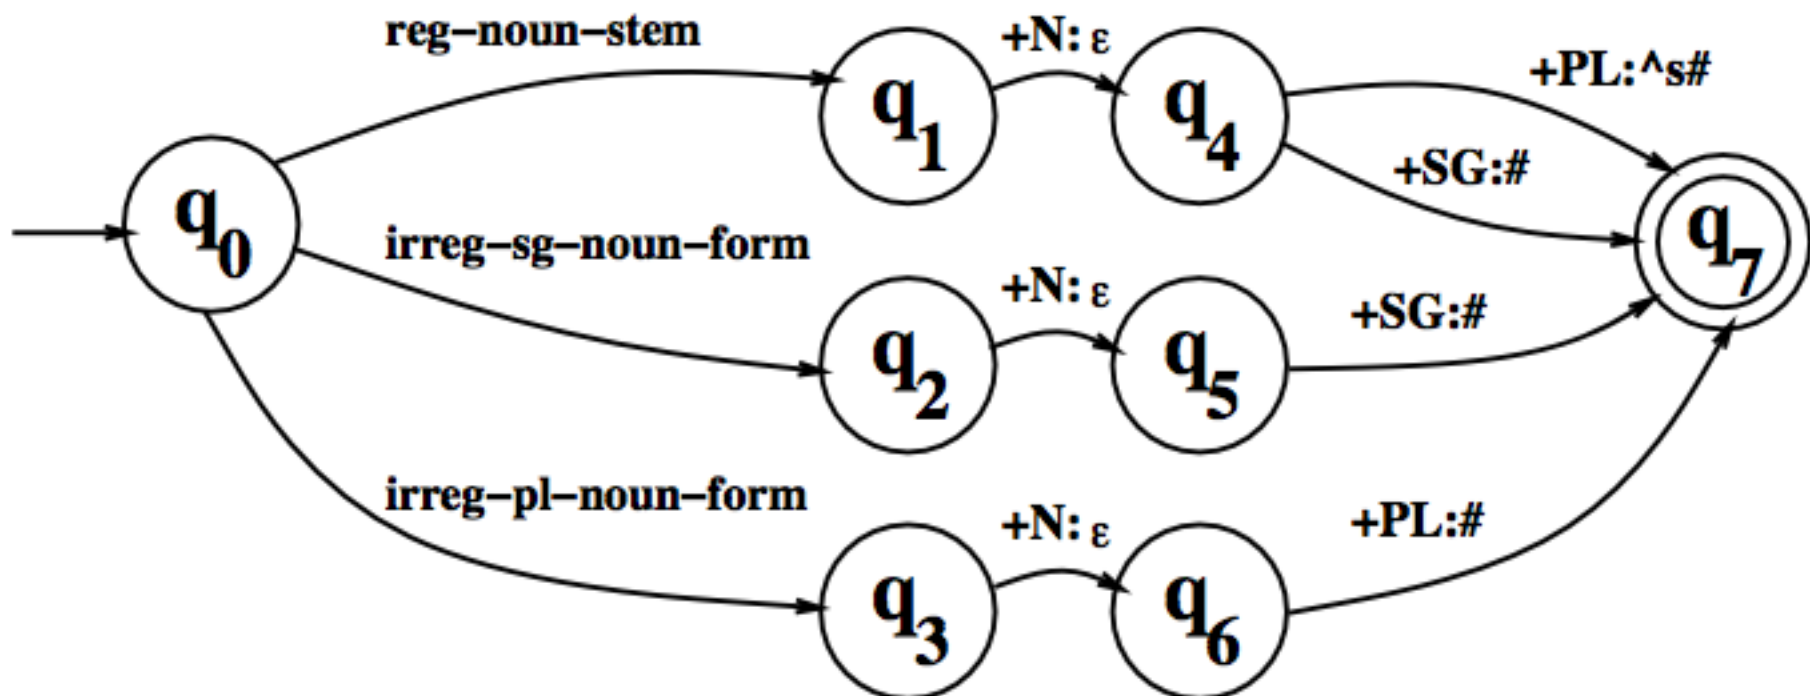 reg–noun–stem
+N: ε
+PL:^s#
q1
q4
+SG:#
q0
q7
irreg–sg–noun–form
+N: ε
+SG:#
q2
q5
irreg–pl–noun–form
+N: ε
+PL:#
q3
q6